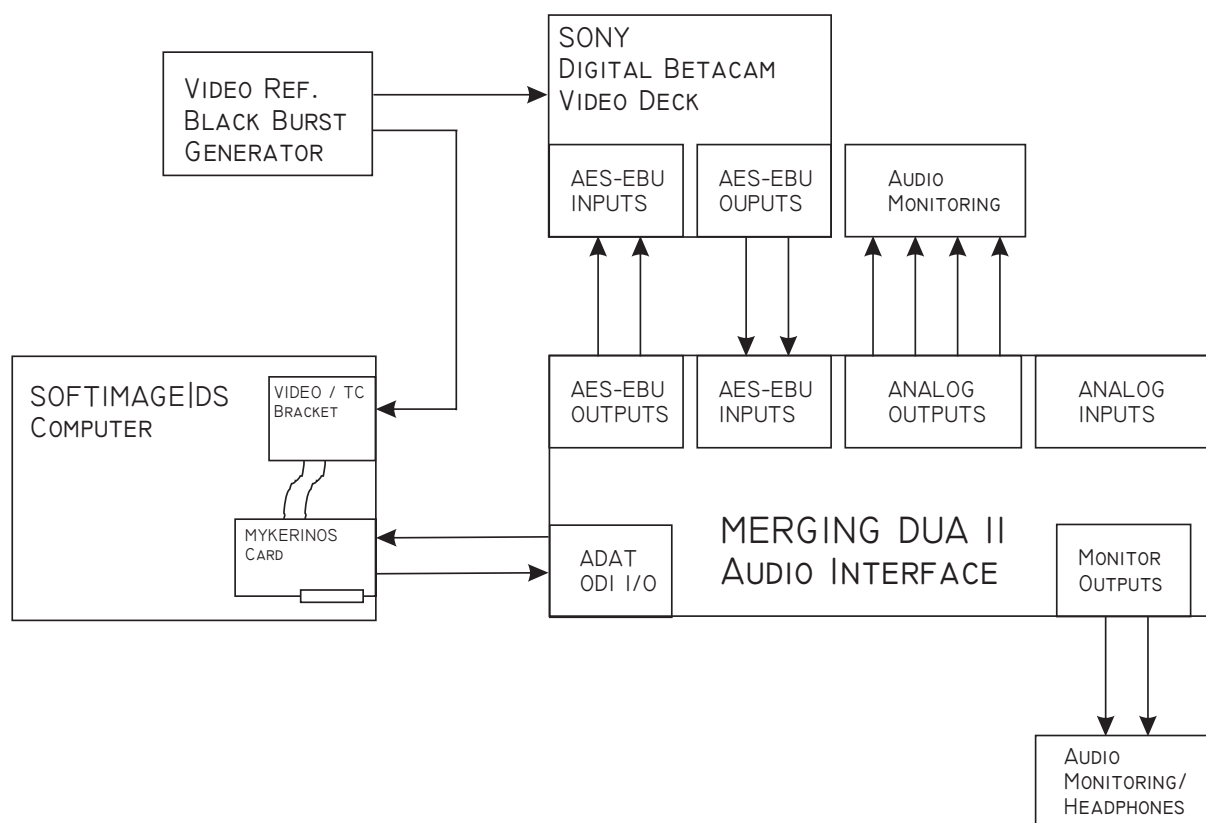 SONY
DIGITAL BETACAM
VIDEO DECK
VIDEO REF.
BLACK BURST
GENERATOR
AES-EBU
INPUTS
AES-EBU
OUPUTS
AUDIO
MONITORING
SOFTIMAGE|DS
COMPUTER
VIDEO / TC
BRACKET
MYKERINOS
CARD
AES-EBU
OUTPUTS
AES-EBU
INPUTS
ANALOG
OUTPUTS
ANALOG
INPUTS
ADAT
ODI I/O
MERGING DUA II
AUDIO INTERFACE
MONITOR
OUTPUTS
AUDIO
MONITORING/
HEADPHONES